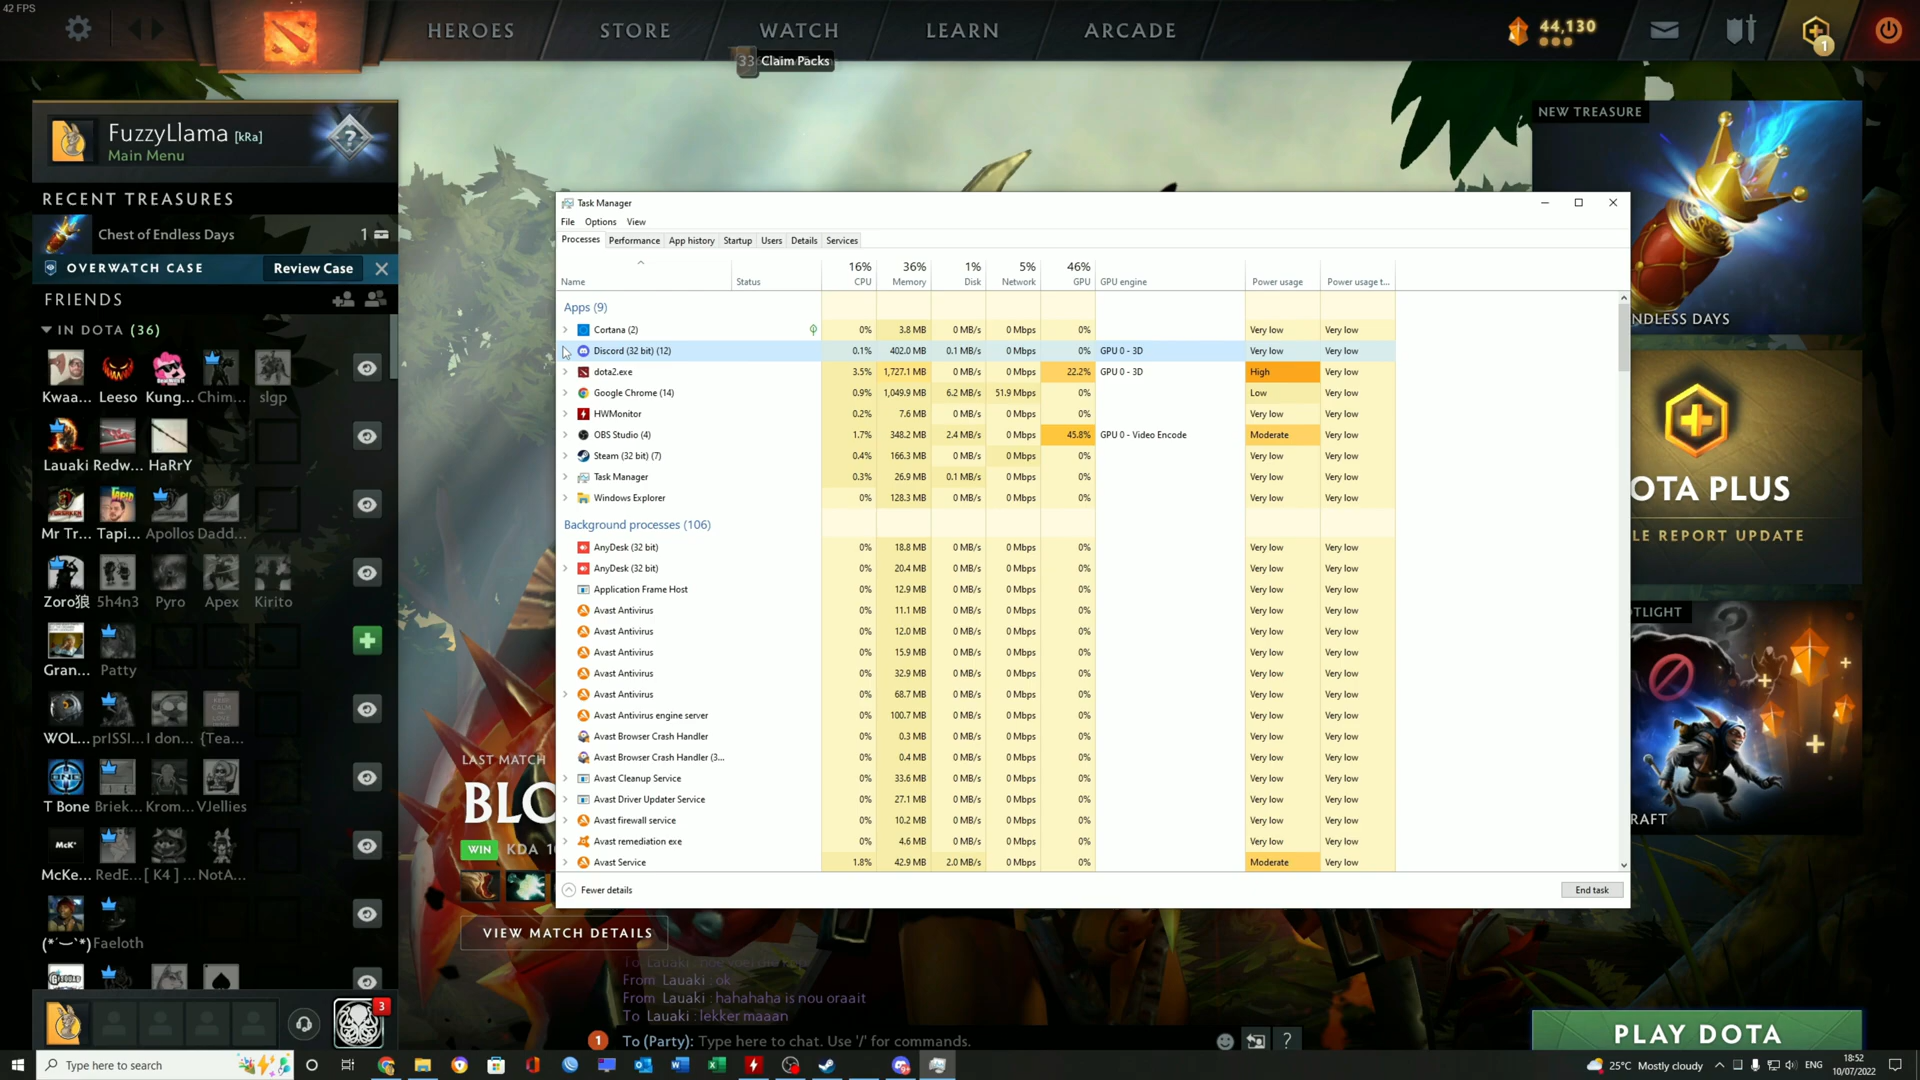 42 FPS
HEROES STORE WATCH LEARN ARCADE
44,130
1
33 Claim Packs
FuzzyLlama [kRa]
Main Menu
RECENT TREASURES
Chest of Endless Days 1
OVERWATCH CASE Review Case
FRIENDS
IN DOTA (36)
Kwaa... Leeso Kung... Chim... slgp
Lauaki Redw... HaRrY
Mr Tr... Tapi... Apollos Dadd...
Zoro狼 5h4n3 Pyro Apex Kirito
Gran... Patty
WOL... prISSI... I don... {Tea...
T Bone Briek... Krom... VJellies
McK*
McKe... RedE... [ K4 ] ... NotA...
(*˙︶˙*) Faeloth
3
Task Manager
File Options View
Processes Performance App history Startup Users Details Services
16% 36% 1% 5% 46%
Name Status CPU Memory Disk Network GPU GPU engine Power usage Power usage t...
Apps (9)
Cortana (2) 0% 3.8 MB 0 MB/s 0 Mbps 0% Very low Very low
Discord (32 bit) (12) 0.1% 402.0 MB 0.1 MB/s 0 Mbps 0% GPU 0 - 3D Very low Very low
dota2.exe 3.5% 1,727.1 MB 0 MB/s 0 Mbps 22.2% GPU 0 - 3D High Very low
Google Chrome (14) 0.9% 1,049.9 MB 6.2 MB/s 51.9 Mbps 0% Low Very low
HWMonitor 0.2% 7.6 MB 0 MB/s 0 Mbps 0% Very low Very low
OBS Studio (4) 1.7% 348.2 MB 2.4 MB/s 0 Mbps 45.8% GPU 0 - Video Encode Moderate Very low
Steam (32 bit) (7) 0.4% 166.3 MB 0 MB/s 0 Mbps 0% Very low Very low
Task Manager 0.3% 26.9 MB 0.1 MB/s 0 Mbps 0% Very low Very low
Windows Explorer 0% 128.3 MB 0 MB/s 0 Mbps 0% Very low Very low
Background processes (106)
AnyDesk (32 bit) 0% 18.8 MB 0 MB/s 0 Mbps 0% Very low Very low
AnyDesk (32 bit) 0% 20.4 MB 0 MB/s 0 Mbps 0% Very low Very low
Application Frame Host 0% 12.9 MB 0 MB/s 0 Mbps 0% Very low Very low
Avast Antivirus 0% 11.1 MB 0 MB/s 0 Mbps 0% Very low Very low
Avast Antivirus 0% 12.0 MB 0 MB/s 0 Mbps 0% Very low Very low
Avast Antivirus 0% 15.9 MB 0 MB/s 0 Mbps 0% Very low Very low
Avast Antivirus 0% 32.9 MB 0 MB/s 0 Mbps 0% Very low Very low
Avast Antivirus 0% 68.7 MB 0 MB/s 0 Mbps 0% Very low Very low
Avast Antivirus engine server 0% 100.7 MB 0 MB/s 0 Mbps 0% Very low Very low
Avast Browser Crash Handler 0% 0.3 MB 0 MB/s 0 Mbps 0% Very low Very low
Avast Browser Crash Handler (3... 0% 0.4 MB 0 MB/s 0 Mbps 0% Very low Very low
Avast Cleanup Service 0% 33.6 MB 0 MB/s 0 Mbps 0% Very low Very low
Avast Driver Updater Service 0% 27.1 MB 0 MB/s 0 Mbps 0% Very low Very low
Avast firewall service 0% 10.2 MB 0 MB/s 0 Mbps 0% Very low Very low
Avast remediation exe 0% 4.6 MB 0 MB/s 0 Mbps 0% Very low Very low
Avast Service 1.8% 42.9 MB 2.0 MB/s 0 Mbps 0% Moderate Very low
Fewer details End task
NEW TREASURE
NDLESS DAYS
OTA PLUS
LE REPORT UPDATE
TLIGHT
RAFT
LAST MATCH
BLO
WIN KDA 1
VIEW MATCH DETAILS
From Lauaki : ok
From Lauaki : hahahaha is nou oraait
To Lauaki : lekker maaan
1 To (Party): Type here to chat. Use '/' for commands.
?
PLAY DOTA
Type here to search
25°C Mostly cloudy ENG 18:52
10/07/2022